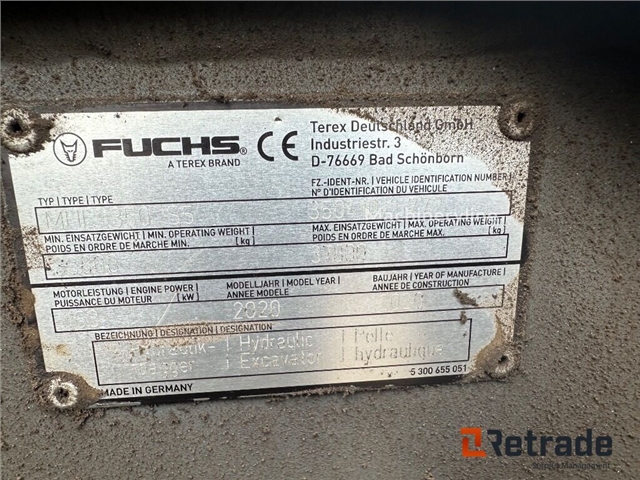 FUCHS®
A TEREX BRAND
CE
Terex Deutschland GmbH
Industriestr. 3
D-76669 Bad Schönborn
TYP | TYPE | TYPE
FZ.-IDENT-NR. | VEHICLE IDENTIFICATION NUMBER
N° D'IDENTIFICATION DU VEHICULE
MIN. EINSATZGEWICHT | MIN. OPERATING WEIGHT
POIDS EN ORDRE DE MARCHE MIN. [kg]
MAX. EINSATZGEWICHT | MAX. OPERATING WEIGHT
POIDS EN ORDRE DE MARCHE MAX. [kg]
MOTORLEISTUNG | ENGINE POWER
PUISSANCE DU MOTEUR [kW]
MODELLJAHR | MODEL YEAR
ANNEE MODELE
2020
BAUJAHR | YEAR OF MANUFACTURE
ANNEE DE CONSTRUCTION
BEZEICHNUNG | DESIGNATION | DESIGNATION
Hydraulik- | Hydraulic | Pelle
bagger | Excavator | hydraulique
MADE IN GERMANY
5 300 655 051
Retrade
Surplus Management